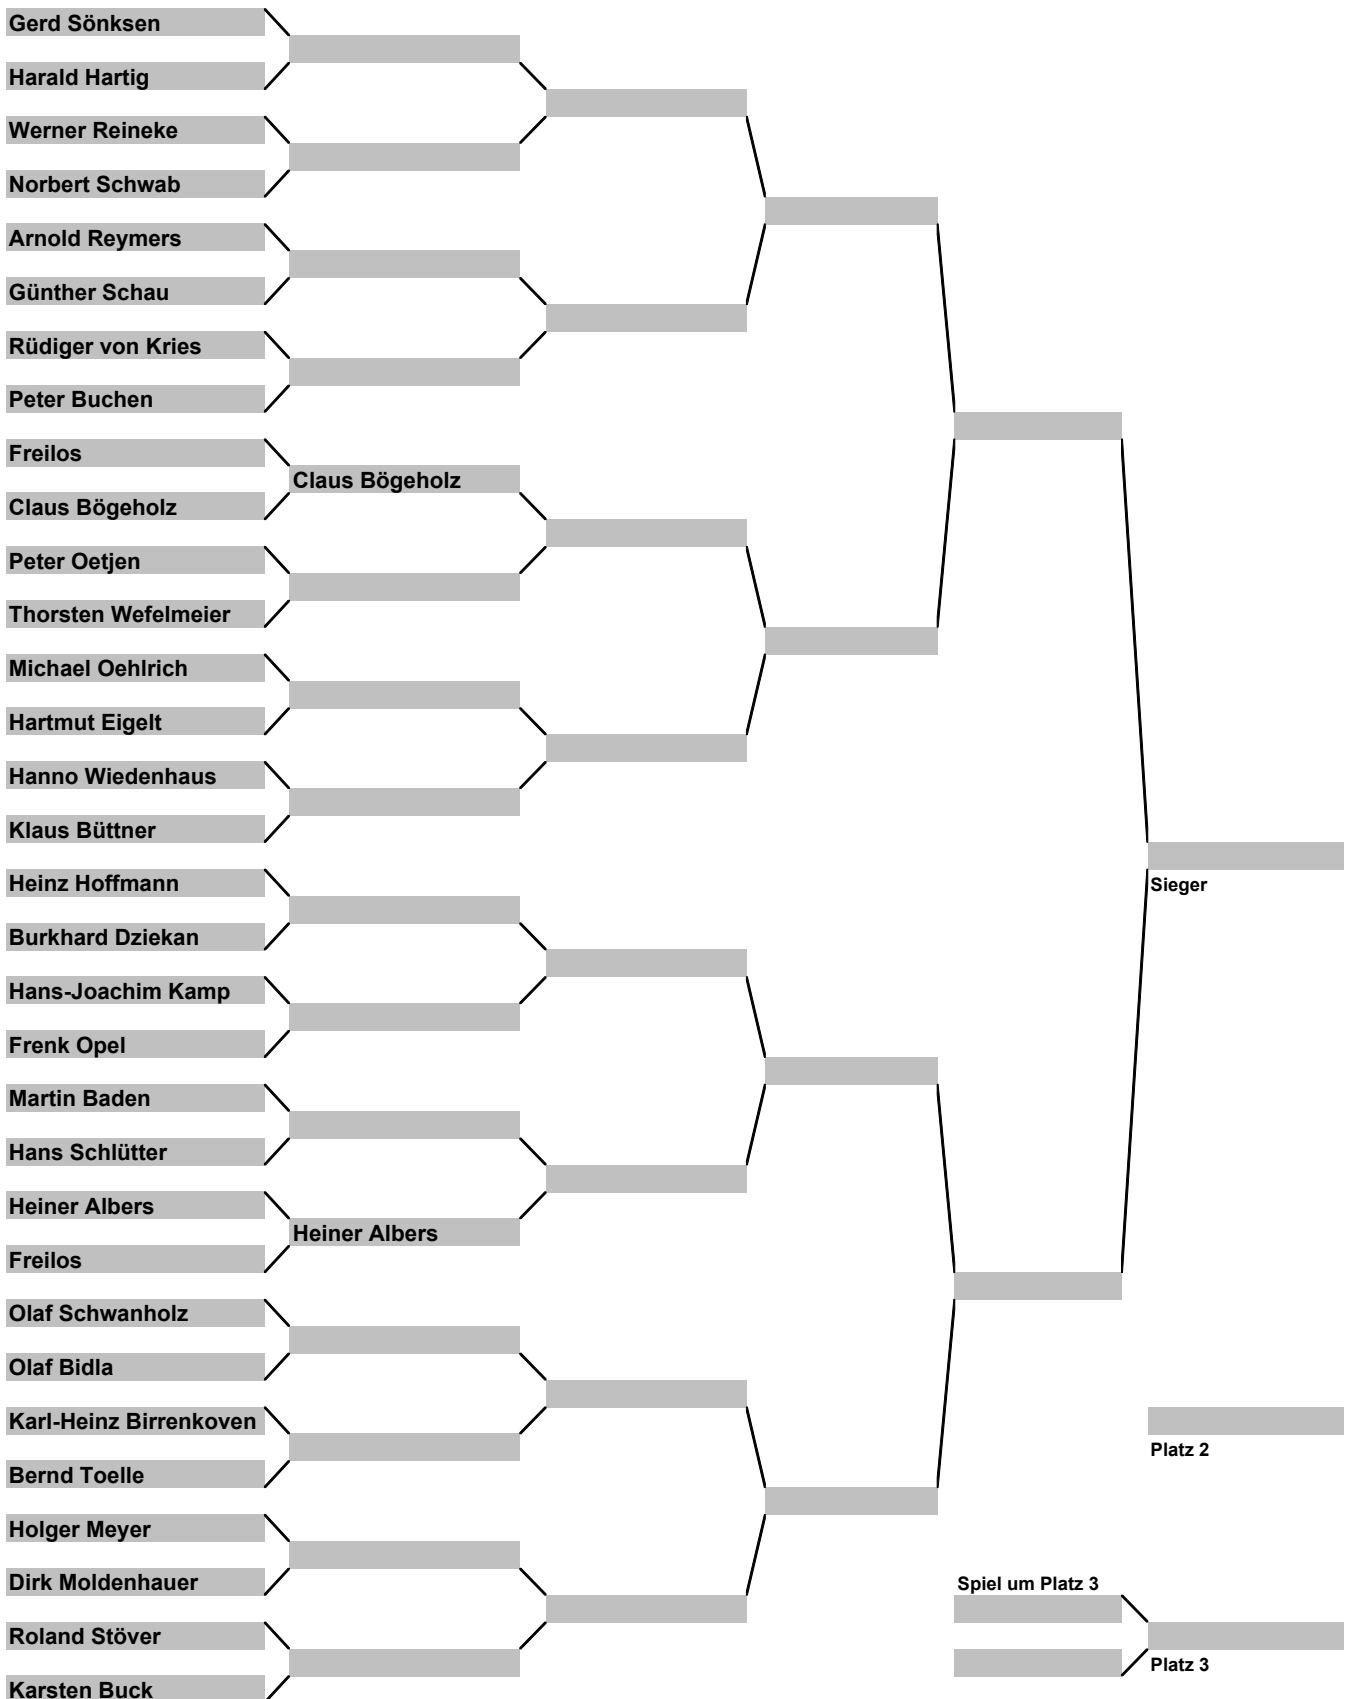 Gerd Sönksen
Harald Hartig
Werner Reineke
Norbert Schwab
Arnold Reymers
Günther Schau
Rüdiger von Kries
Peter Buchen
Freilos
Claus Bögeholz
Claus Bögeholz
Peter Oetjen
Thorsten Wefelmeier
Michael Oehlrich
Hartmut Eigelt
Hanno Wiedenhaus
Klaus Büttner
Heinz Hoffmann
Sieger
Burkhard Dziekan
Hans-Joachim Kamp
Frenk Opel
Martin Baden
Hans Schlütter
Heiner Albers
Heiner Albers
Freilos
Olaf Schwanholz
Olaf Bidla
Karl-Heinz Birrenkoven
Platz 2
Bernd Toelle
Holger Meyer
Dirk Moldenhauer
Spiel um Platz 3
Roland Stöver
Platz 3
Karsten Buck